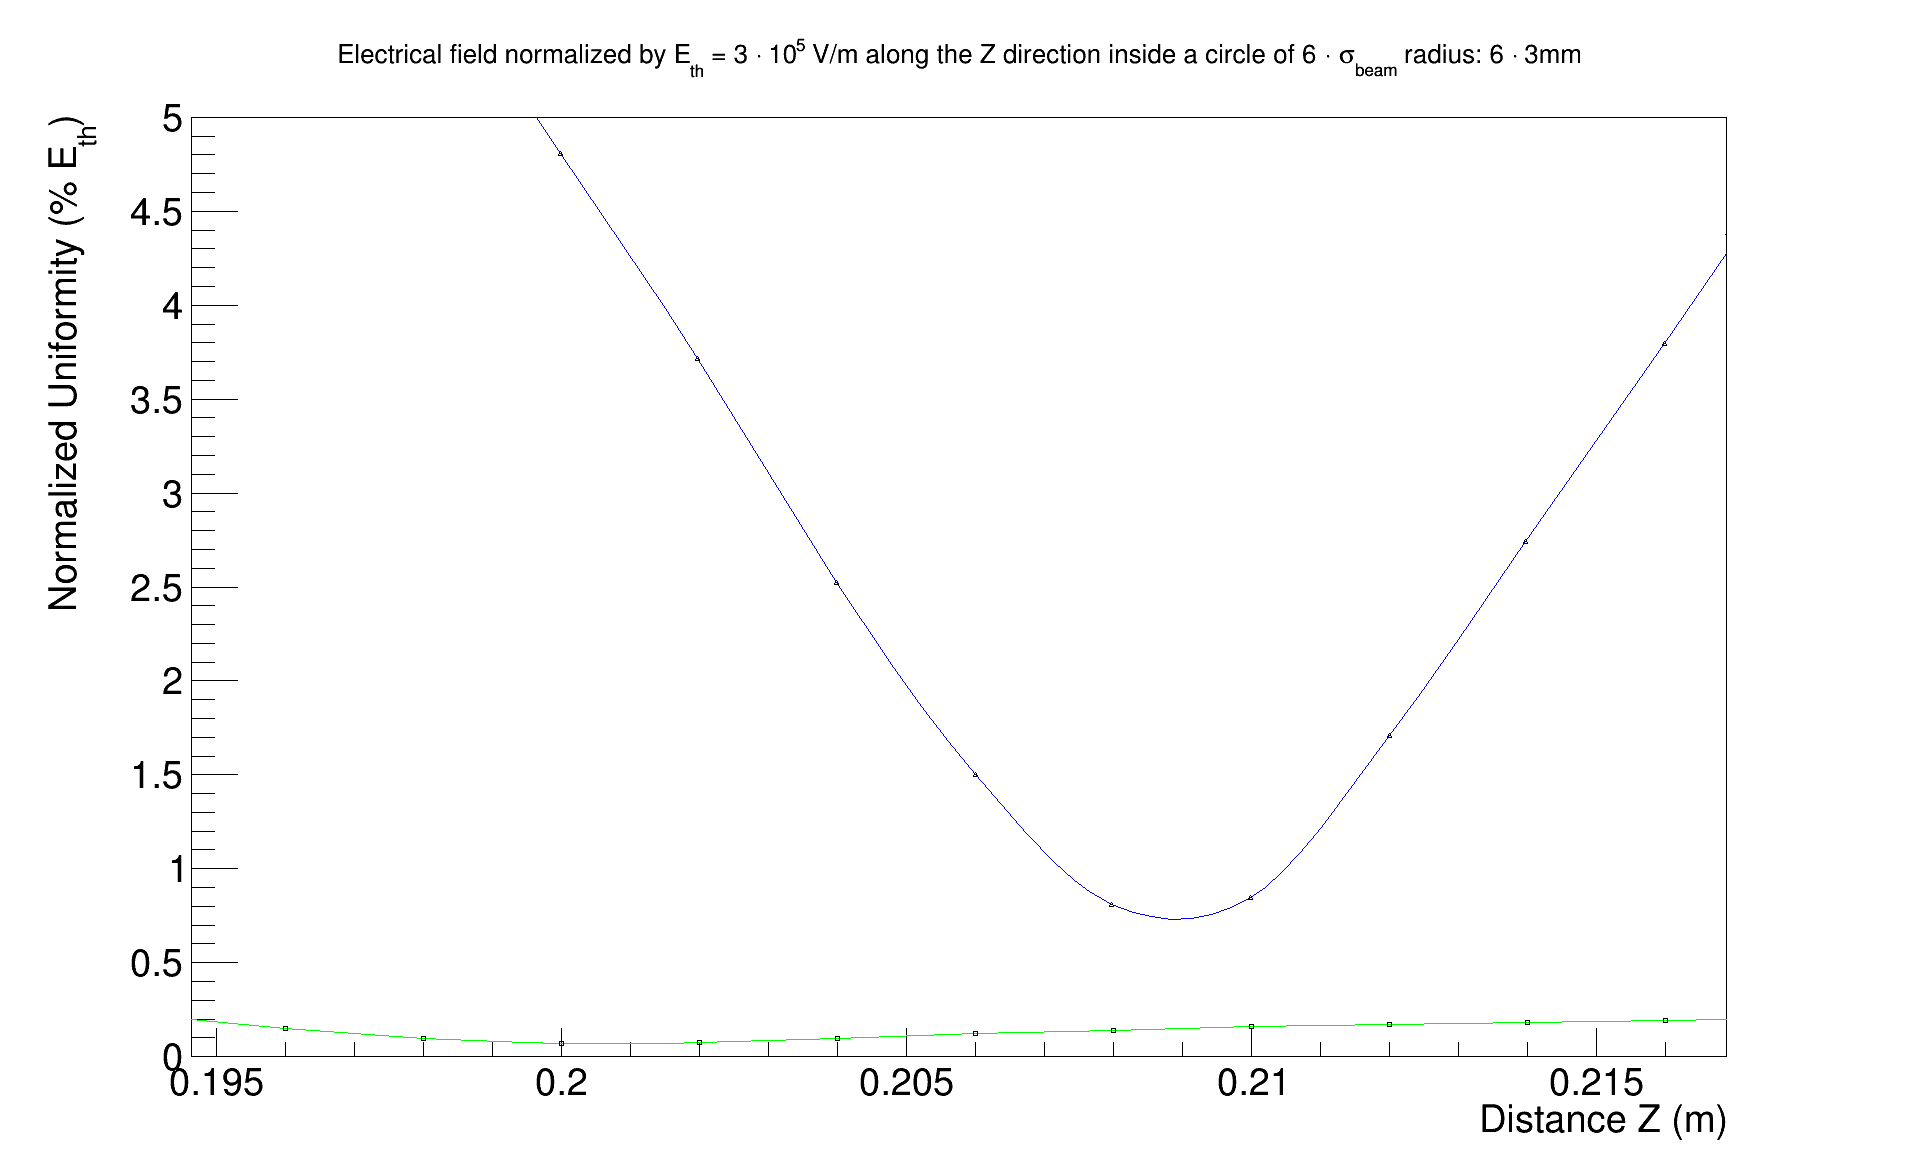 Electrical field normalized by E_th = 3 · 10^5 V/m along the Z direction inside a circle of 6 · σ_beam radius: 6 · 3mm
Normalized Uniformity (% E_th)
5
4.5
4
3.5
3
2.5
2
1.5
1
0.5
0
0.195 0.2 0.205 0.21 0.215
Distance Z (m)